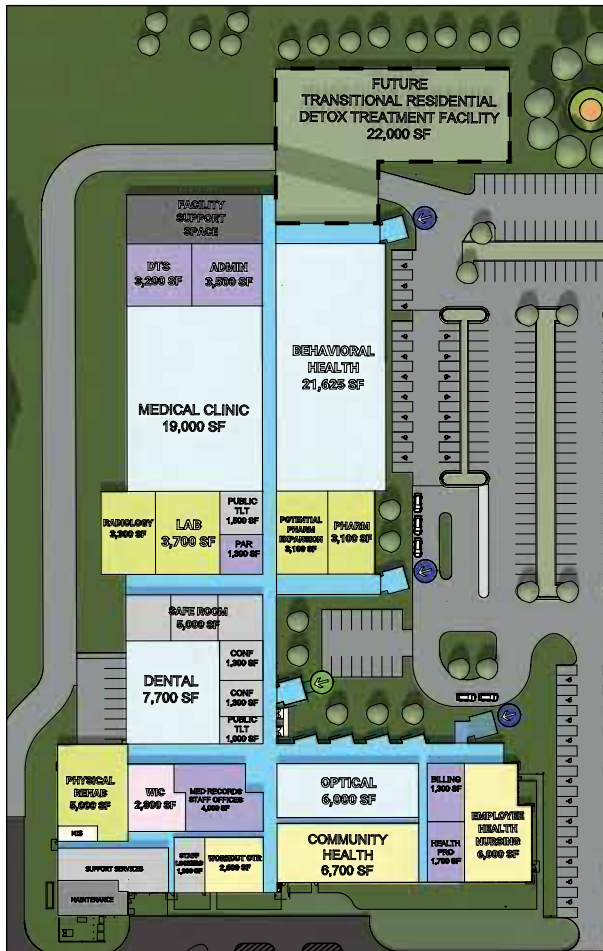 FUTURE
TRANSITIONAL RESIDENTIAL
DETOX TREATMENT FACILITY
22,000 SF
FACILITY
SUPPORT
SPACE
DTS
3,200 SF
ADMIN
3,500 SF
BEHAVIORAL
HEALTH
21,625 SF
MEDICAL CLINIC
19,000 SF
RADIOLOGY
3,300 SF
LAB
3,700 SF
PUBLIC
TLT
1,500 SF
PAR
1,300 SF
POTENTIAL
PHARM
EXPANSION
3,100 SF
PHARM
3,100 SF
SAFE ROOM
5,000 SF
DENTAL
7,700 SF
CONF
1,300 SF
CONF
1,300 SF
PUBLIC
TLT
1,000 SF
PHYSICAL
REHAB
5,000 SF
WIC
2,800 SF
MED RECORDS
STAFF OFFICES
4,000 SF
OPTICAL
6,000 SF
BILLING
1,300 SF
EMPLOYEE
HEALTH
NURSING
6,000 SF
SUPPORT SERVICES
STAFF
LOCKERS
WORKOUT CTR
COMMUNITY
HEALTH
6,700 SF
HEALTH
PRO
1,700 SF
MAINTENANCE